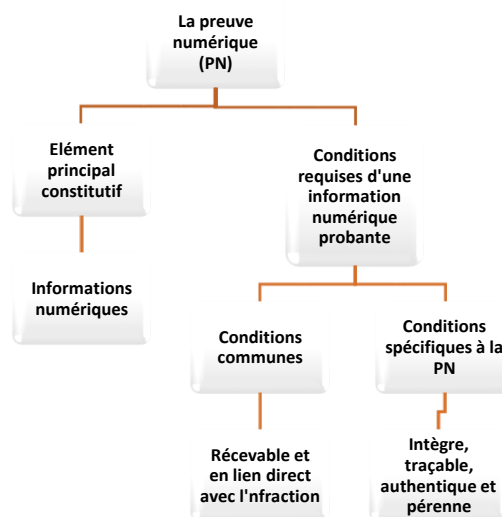 La preuve
numérique
(PN)
Elément
principal
constitutif
Conditions
requises d'une
information
numérique
probante
Informations
numériques
Conditions
communes
Conditions
spécifiques à la
PN
Récevable et
en lien direct
avec l'nfraction
Intègre,
traçable,
authentique et
pérenne